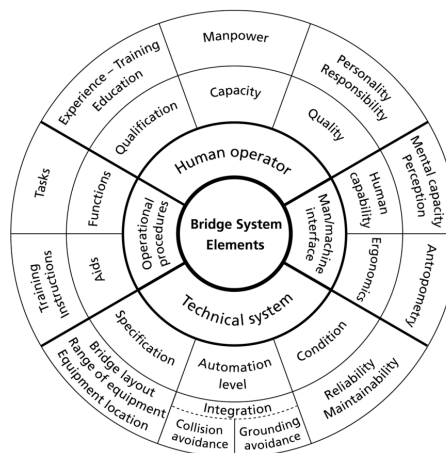 Manpower
Experience – Training
Education
Personality
Responsibility
Capacity
Qualification
Quality
Human operator
Tasks
Functions
Operational
procedures
Bridge System
Elements
Man/machine
interface
Human
capability
Mental capacity
Perception
Training
Instructions
Aids
Ergonomics
Antropometry
Technical system
Specification
Automation
level
Condition
Bridge layout
Range of equipment
Equipment location
Integration
Collision
avoidance
Grounding
avoidance
Reliability
Maintainability